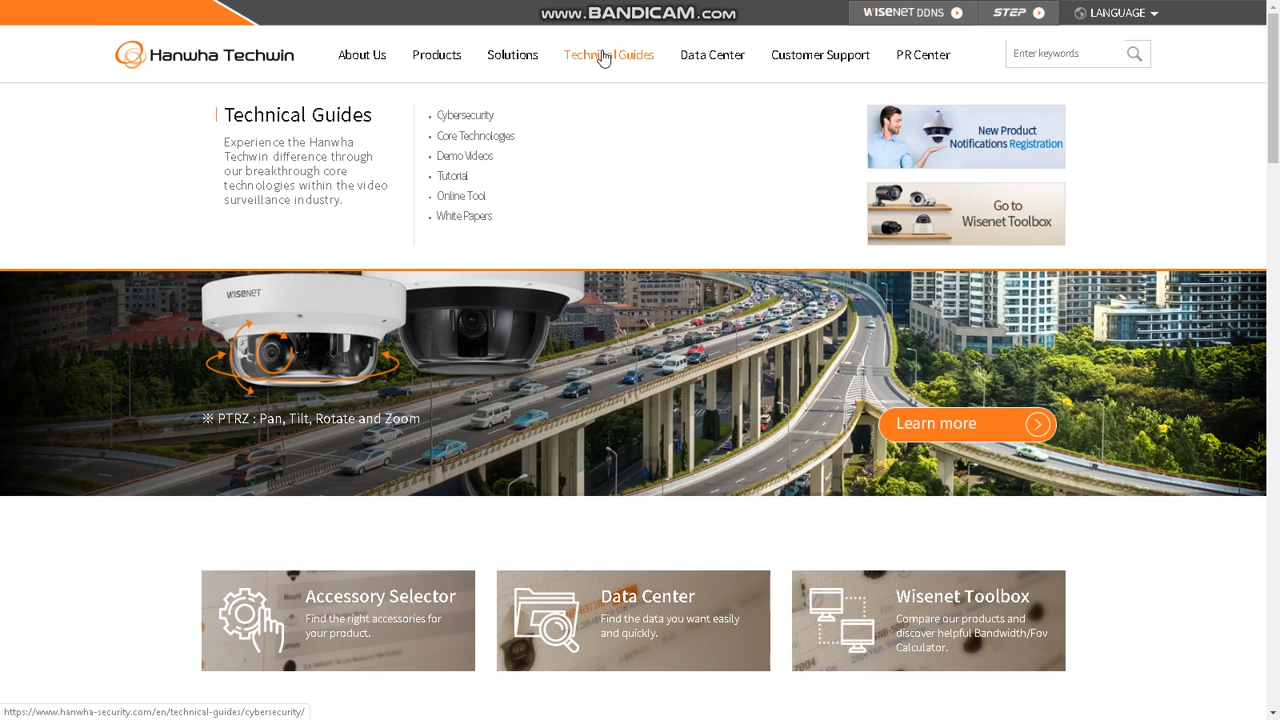 www.BANDICAM.com
WISENET DDNS
STEP
LANGUAGE
Hanwha Techwin
About Us
Products
Solutions
Technical Guides
Data Center
Customer Support
PR Center
Enter keywords
Technical Guides
Experience the Hanwha
Techwin difference through
our breakthrough core
technologies within the video
surveillance industry.
Cybersecurity
Core Technologies
Demo Videos
Tutorial
Online Tool
White Papers
New Product
Notifications Registration
Go to
Wisenet Toolbox
WISENET
※ PTRZ : Pan, Tilt, Rotate and Zoom
Learn more
Accessory Selector
Find the right accessories for
your product.
Data Center
Find the data you want easily
and quickly.
Wisenet Toolbox
Compare our products and
discover helpful Bandwidth/Fov
Calculator.
https://www.hanwha-security.com/en/technical-guides/cybersecurity/